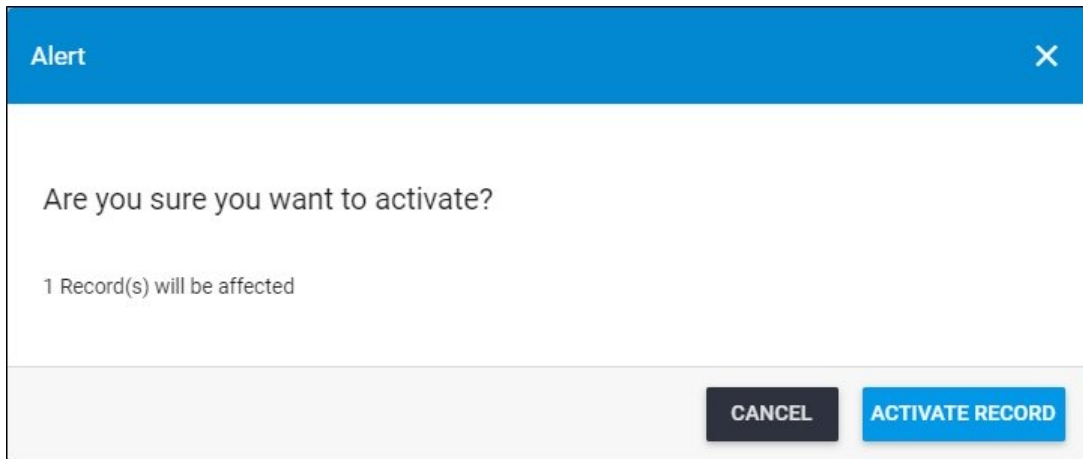 Alert
Are you sure you want to activate?
1 Record(s) will be affected
CANCEL
ACTIVATE RECORD